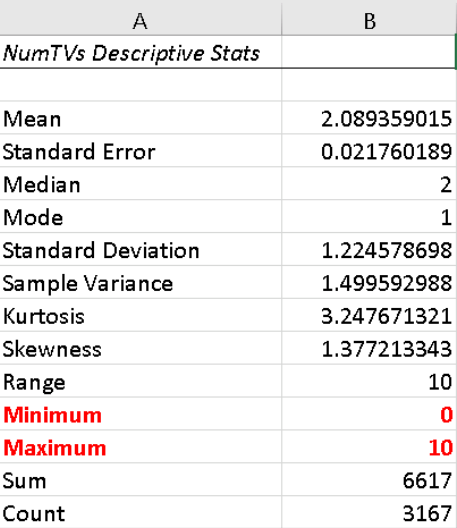 A B
NumTVs Descriptive Stats
Mean 2.089359015
Standard Error 0.021760189
Median 2
Mode 1
Standard Deviation 1.224578698
Sample Variance 1.499592988
Kurtosis 3.247671321
Skewness 1.377213343
Range 10
Minimum 0
Maximum 10
Sum 6617
Count 3167